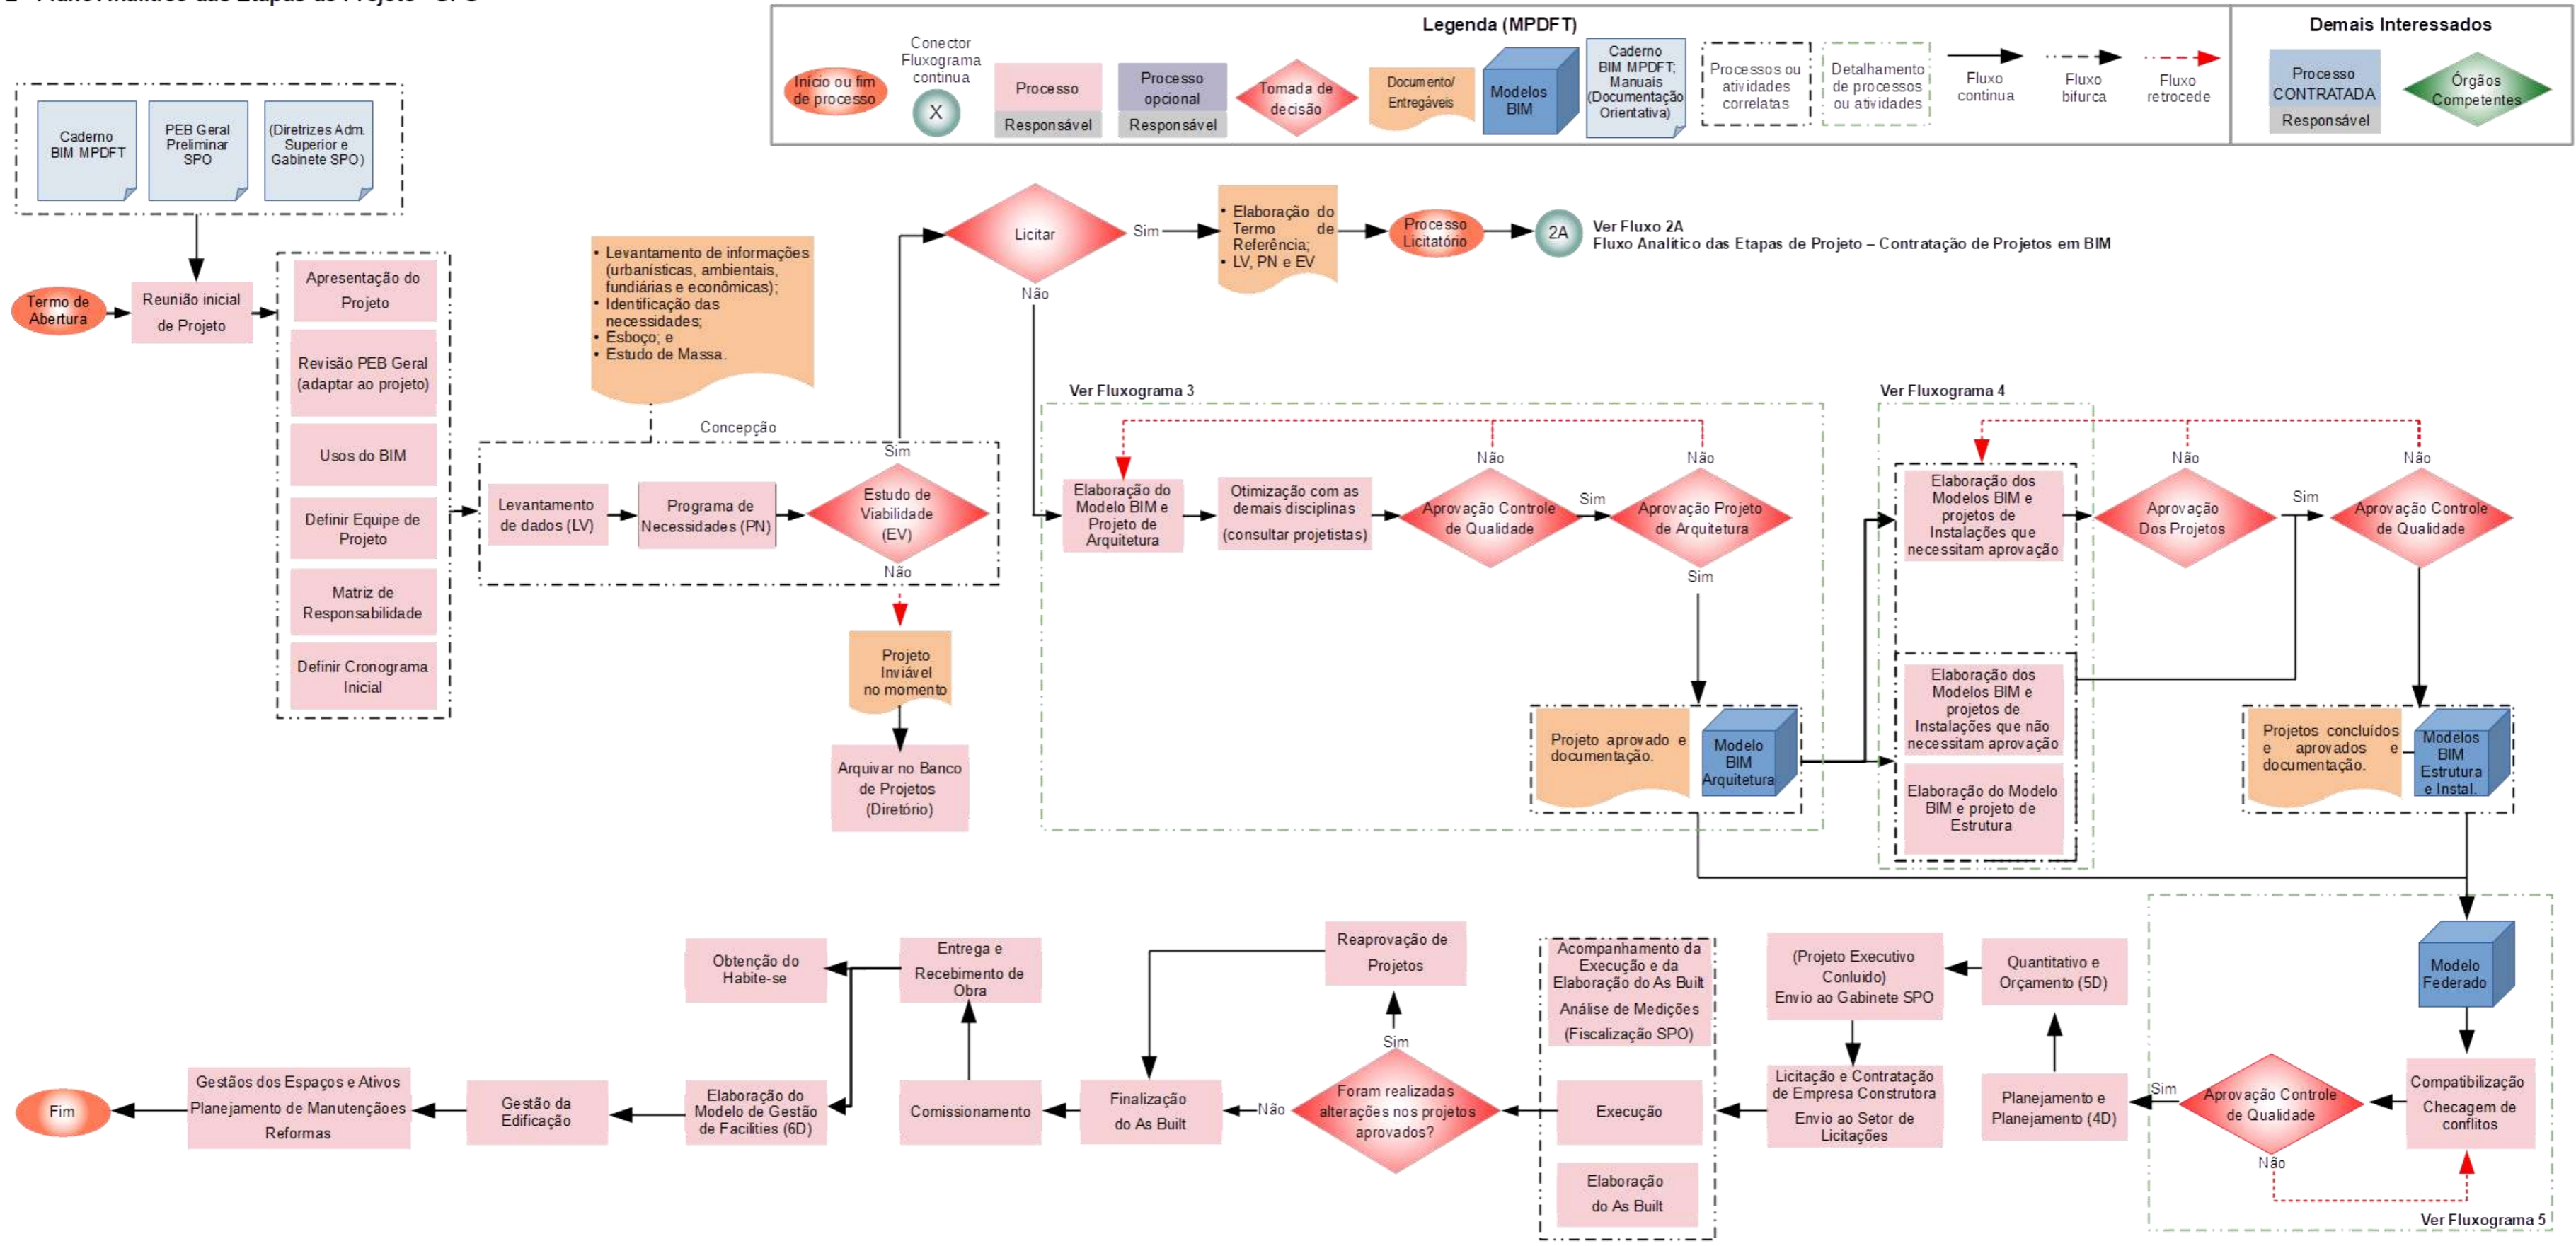 Legenda (MPDFT)
Demais Interessados
Início ou fim
de processo
Conector
Fluxograma
continua
X
Processo
Responsável
Processo
opcional
Responsável
Tomada de
decisão
Documento/
Entregáveis
Modelos
BIM
Caderno
BIM MPDFT;
Manuais
(Documentação
Orientativa)
Processos ou
atividades
correlatas
Detalhamento
de processos
ou atividades
Fluxo
continua
Fluxo
bifurca
Fluxo
retrocede
Processo
CONTRATADA
Responsável
Órgãos
Competentes
Caderno
BIM MPDFT
PEB Geral
Preliminar
SPO
(Diretrizes Adm.
Superior e
Gabinete SPO)
Termo de
Abertura
Reunião inicial
de Projeto
Apresentação do
Projeto
Revisão PEB Geral
(adaptar ao projeto)
Usos do BIM
Definir Equipe de
Projeto
Matriz de
Responsabilidade
Definir Cronograma
Inicial
• Levantamento de informações
(urbanísticas, ambientais,
fundiárias e econômicas);
• Identificação das
necessidades;
• Esboço; e
• Estudo de Massa.
Concepção
Levantamento
de dados (LV)
Programa de
Necessidades (PN)
Sim
Estudo de
Viabilidade
(EV)
Não
Projeto
Inviável
no momento
Arquivar no Banco
de Projetos
(Diretório)
Licitar
Sim
Não
• Elaboração do
Termo de
Referência;
• LV, PN e EV
Processo
Licitatório
2A
Ver Fluxo 2A
Fluxo Analítico das Etapas de Projeto – Contratação de Projetos em BIM
Ver Fluxograma 3
Elaboração do
Modelo BIM e
Projeto de
Arquitetura
Otimização com as
demais disciplinas
(consultar projetistas)
Não
Aprovação Controle
de Qualidade
Sim
Não
Aprovação Projeto
de Arquitetura
Sim
Projeto aprovado e
documentação.
Modelo
BIM
Arquitetura
Ver Fluxograma 4
Elaboração dos
Modelos BIM e
projetos de
Instalações que
necessitam aprovação
Elaboração dos
Modelos BIM e
projetos de
Instalações que não
necessitam aprovação
Elaboração do Modelo
BIM e projeto de
Estrutura
Não
Aprovação
Dos Projetos
Sim
Não
Aprovação Controle
de Qualidade
Projetos concluídos
e aprovados e
documentação.
Modelos
BIM
Estrutura
e Instal.
Modelo
Federado
Compatibilização
Checagem de
conflitos
Aprovação Controle
de Qualidade
Sim
Não
Ver Fluxograma 5
Planejamento e
Planejamento (4D)
Quantitativo e
Orçamento (5D)
(Projeto Executivo
Conluido)
Envio ao Gabinete SPO
Licitação e Contratação
de Empresa Construtora
Envio ao Setor de
Licitações
Acompanhamento da
Execução e da
Elaboração do As Built
Análise de Medições
(Fiscalização SPO)
Execução
Elaboração
do As Built
Reaprovação de
Projetos
Sim
Foram realizadas
alterações nos projetos
aprovados?
Não
Finalização
do As Built
Comissionamento
Entrega e
Recebimento de
Obra
Obtenção do
Habite-se
Elaboração do
Modelo de Gestão
de Facilities (6D)
Gestão da
Edificação
Gestãos dos Espaços e Ativos
Planejamento de Manutençãoes
Reformas
Fim